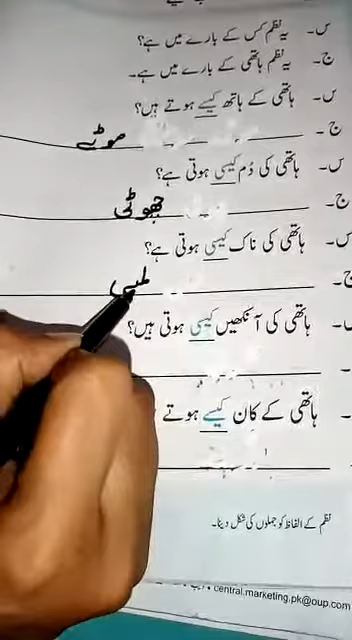 س۔ یہ نظم کس کے بارے میں ہے؟
ج۔ یہ نظم ہاتھی کے بارے میں ہے۔
س۔ ہاتھی کے ہاتھ کیسے ہوتے ہیں؟
ج۔ موٹے
س۔ ہاتھی کی دُم کیسی ہوتی ہے؟
ج۔ چھوٹی
س۔ ہاتھی کی ناک کیسی ہوتی ہے؟
ج۔ لمبی
س۔ ہاتھی کی آنکھیں کیسی ہوتی ہیں؟
ہاتھی کے کان کیسے ہوتے
نظم کے الفاظ کو جملوں کی شکل دینا۔
central.marketing.pk@oup.com